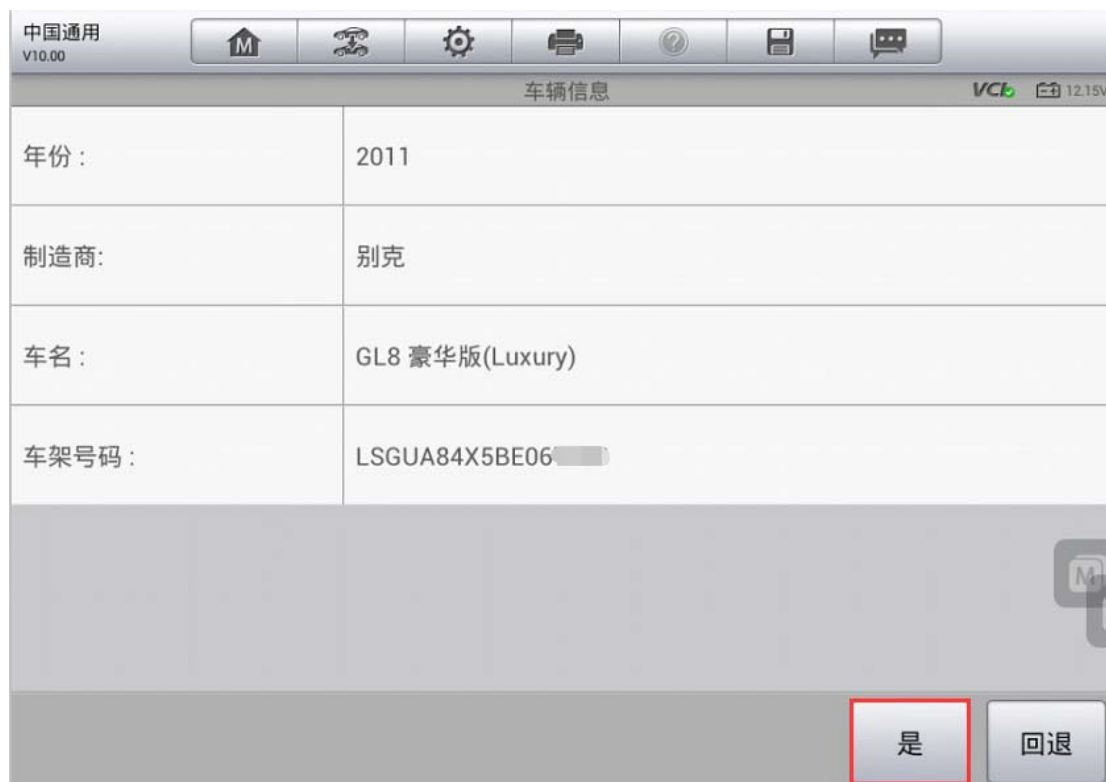 中国通用
V10.00
M
车辆信息
VCI 12.15V
年份 : 2011
制造商: 别克
车名 : GL8 豪华版(Luxury)
车架号码 : LSGUA84X5BE06
M
是 回退